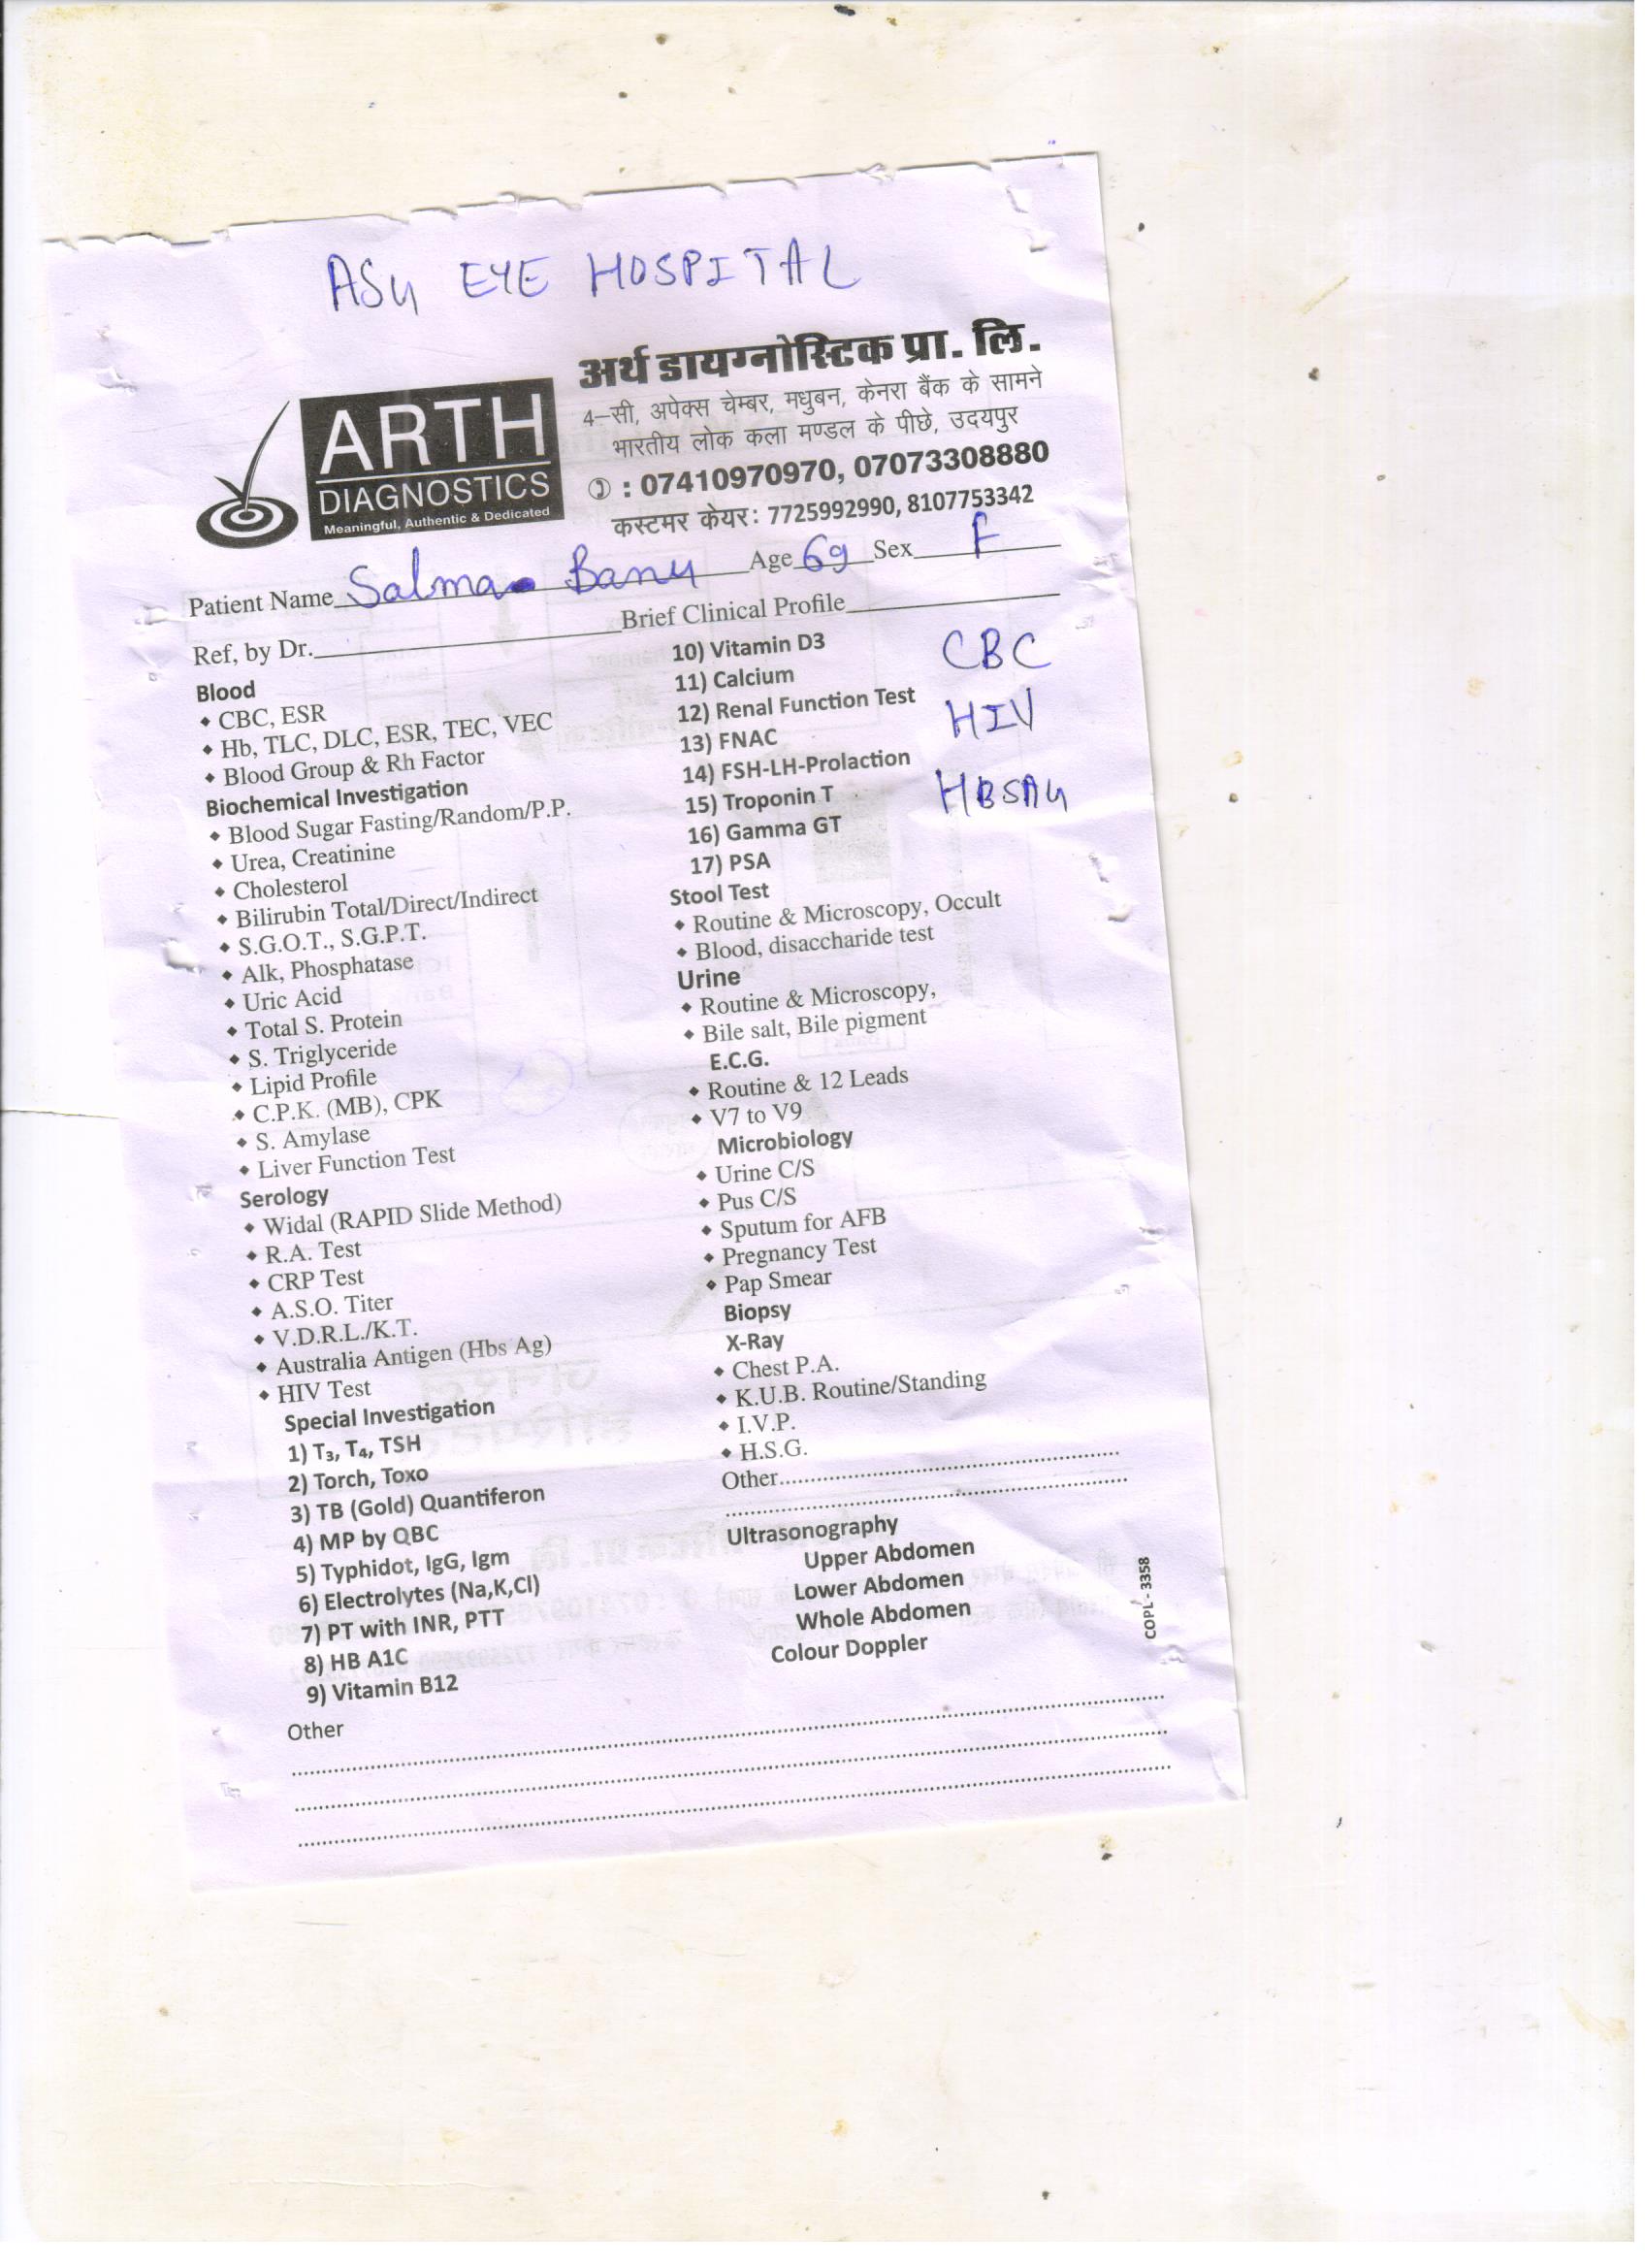 ASG EYE HOSPITAL
अर्थ डायग्नोस्टिक प्रा. लि.
4-सी, अपेक्स चेम्बर, मधुबन, केनरा बैंक के सामने
भारतीय लोक कला मण्डल के पीछे, उदयपुर
: 07410970970, 07073308880
कस्टमर केयर: 7725992990, 8107753342
ARTH
DIAGNOSTICS
Meaningful, Authentic & Dedicated
Patient Name Salma Banu Age 69 Sex F
Ref, by Dr. Brief Clinical Profile
Blood
CBC, ESR
Hb, TLC, DLC, ESR, TEC, VEC
Blood Group & Rh Factor
Biochemical Investigation
Blood Sugar Fasting/Random/P.P.
Urea, Creatinine
Cholesterol
Bilirubin Total/Direct/Indirect
S.G.O.T., S.G.P.T.
Alk, Phosphatase
Uric Acid
Total S. Protein
S. Triglyceride
Lipid Profile
C.P.K. (MB), CPK
S. Amylase
Liver Function Test
Serology
Widal (RAPID Slide Method)
R.A. Test
CRP Test
A.S.O. Titer
V.D.R.L./K.T.
Australia Antigen (Hbs Ag)
HIV Test
Special Investigation
1) T₃, T₄, TSH
2) Torch, Toxo
3) TB (Gold) Quantiferon
4) MP by QBC
5) Typhidot, IgG, Igm
6) Electrolytes (Na,K,Cl)
7) PT with INR, PTT
8) HB A1C
9) Vitamin B12
10) Vitamin D3
11) Calcium
12) Renal Function Test
13) FNAC
14) FSH-LH-Prolaction
15) Troponin T
16) Gamma GT
17) PSA
CBC
HIV
HBSAG
Stool Test
Routine & Microscopy, Occult
Blood, disaccharide test
Urine
Routine & Microscopy,
Bile salt, Bile pigment
E.C.G.
Routine & 12 Leads
V7 to V9
Microbiology
Urine C/S
Pus C/S
Sputum for AFB
Pregnancy Test
Pap Smear
Biopsy
X-Ray
Chest P.A.
K.U.B. Routine/Standing
I.V.P.
H.S.G.
Other
Ultrasonography
Upper Abdomen
Lower Abdomen
Whole Abdomen
Colour Doppler
COPL - 3358
Other